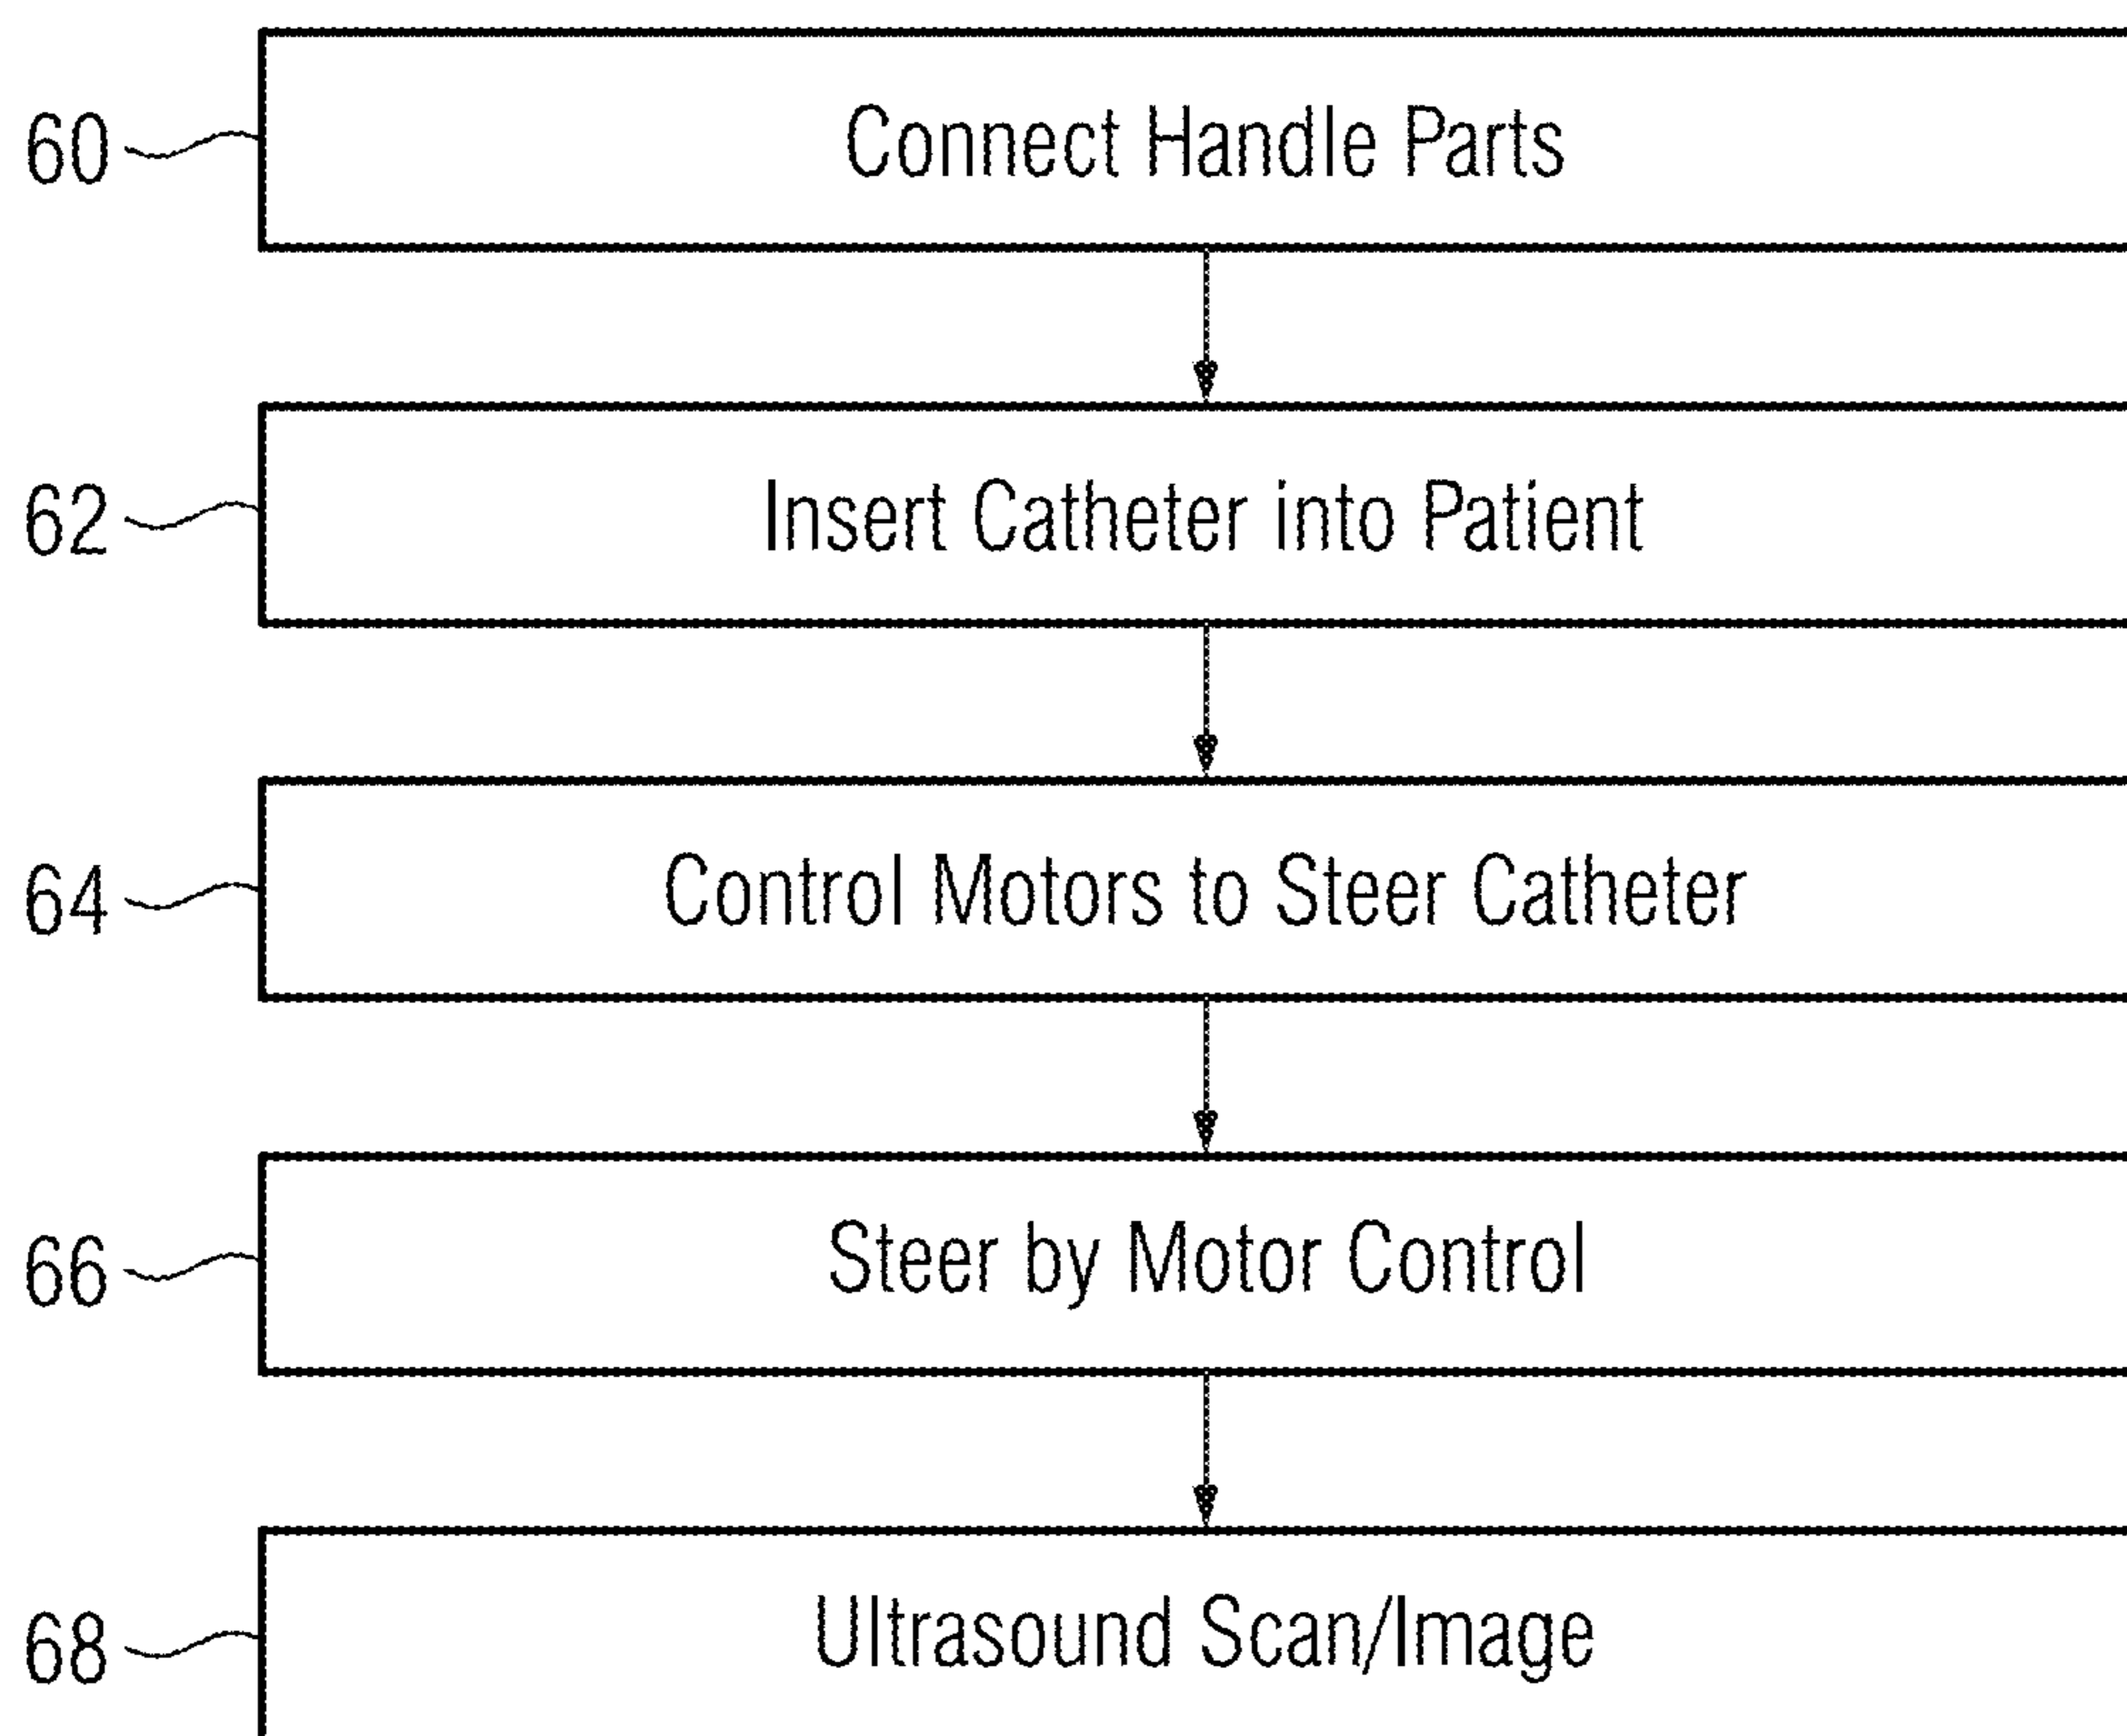 60 Connect Handle Parts
62 Insert Catheter into Patient
64 Control Motors to Steer Catheter
66 Steer by Motor Control
68 Ultrasound Scan/Image